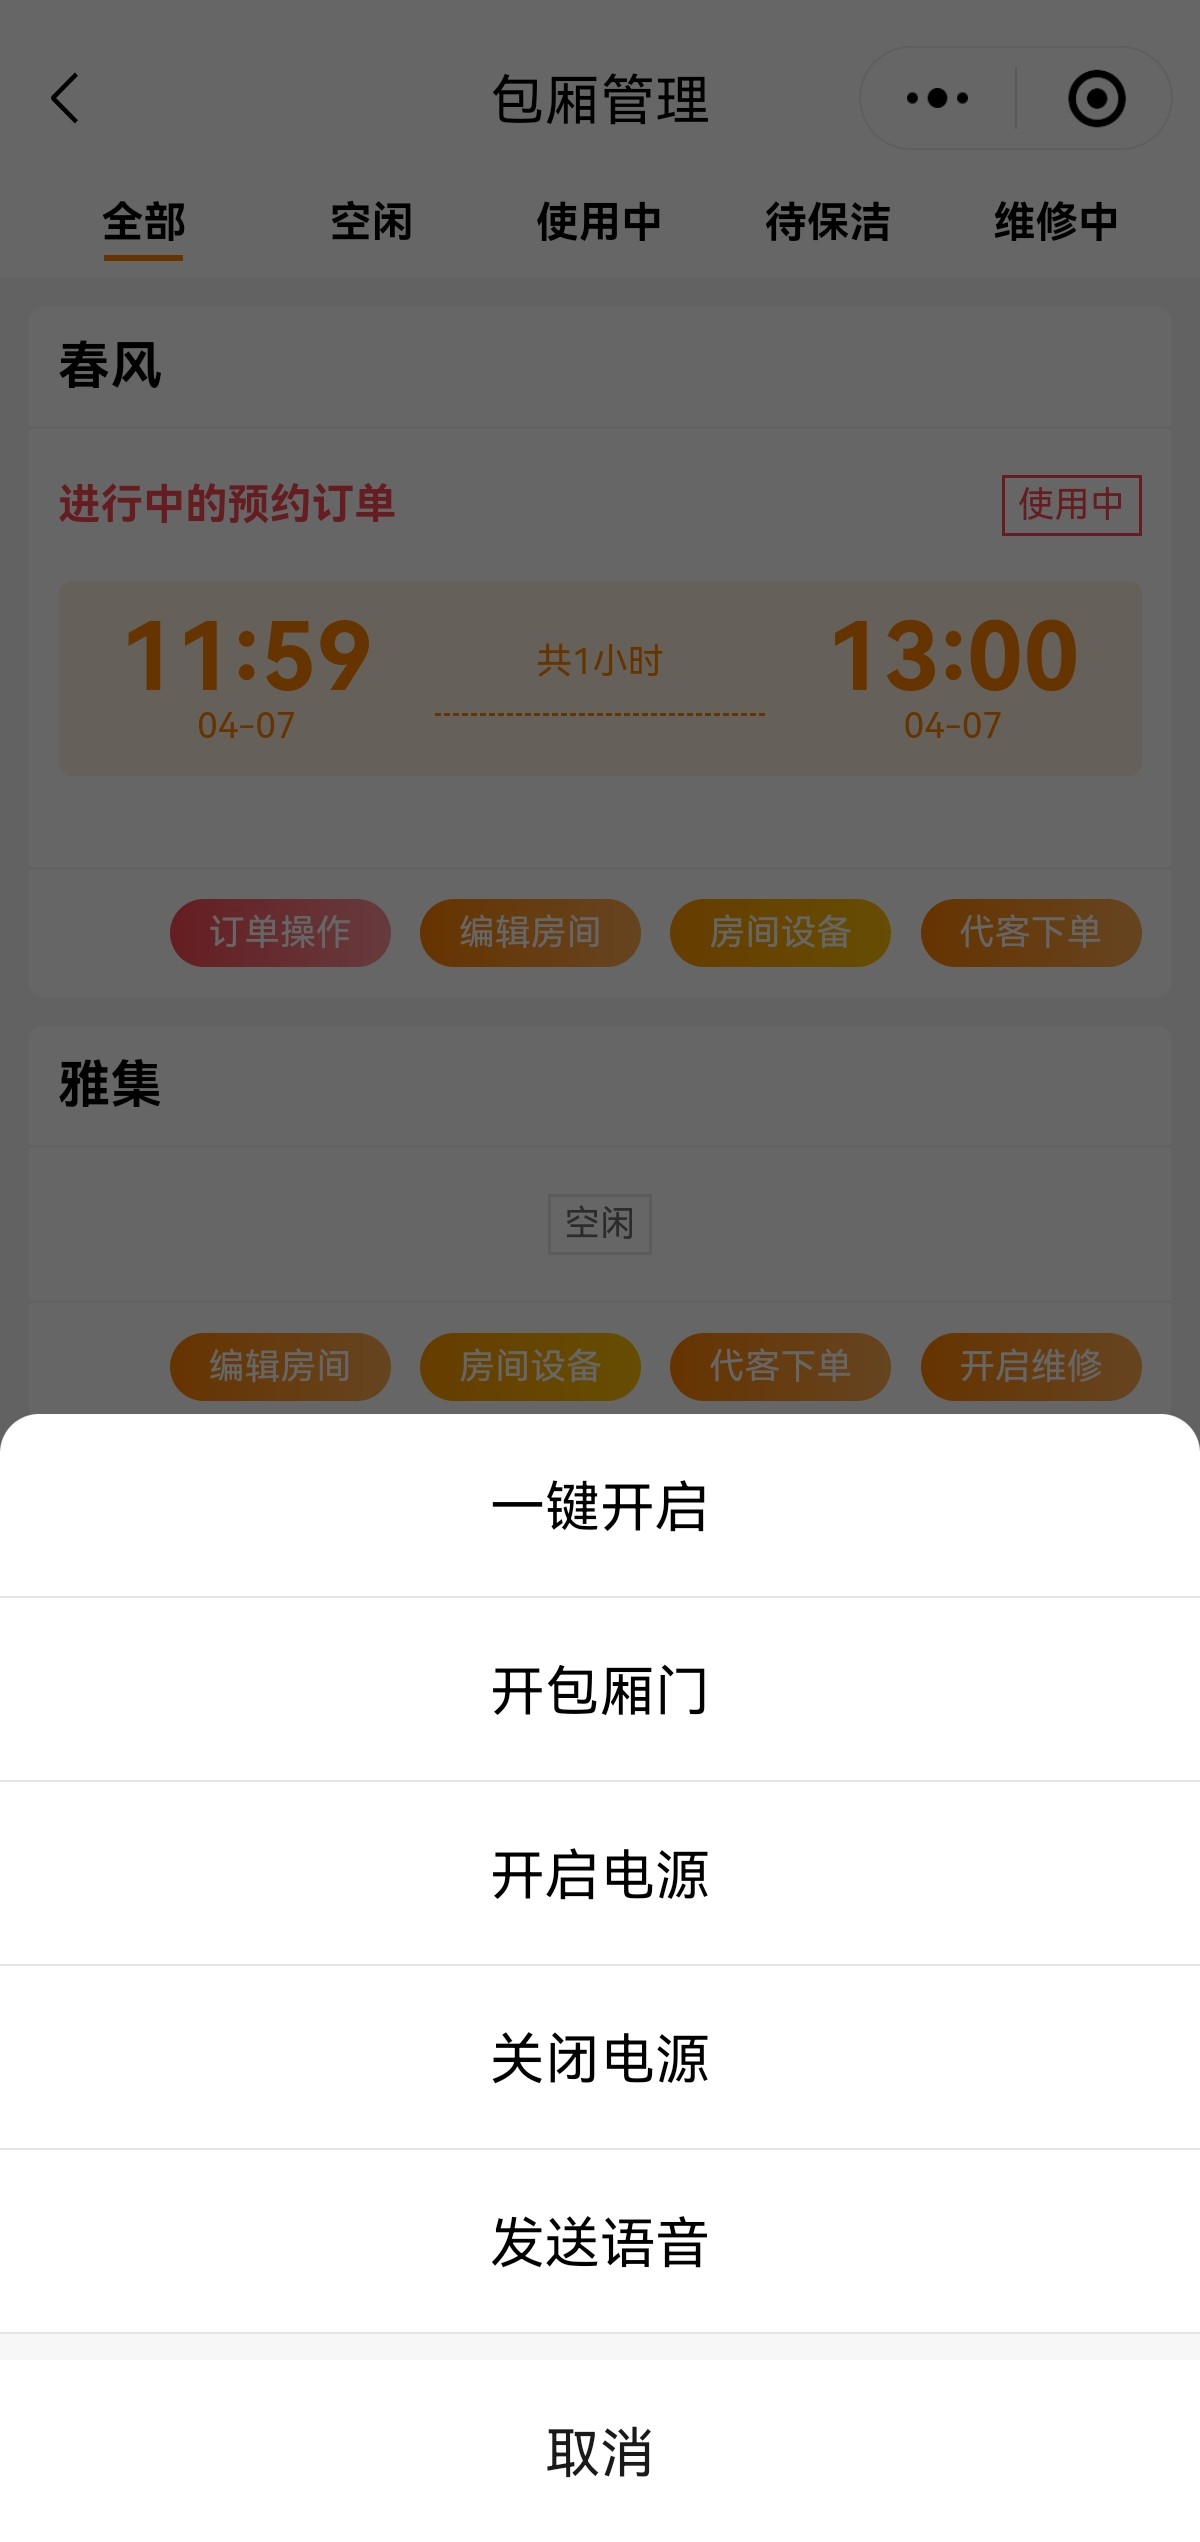 包厢管理
全部 空闲 使用中 待保洁 维修中
春风
进行中的预约订单 使用中
11:59 共1小时 13:00
04-07 04-07
订单操作 编辑房间 房间设备 代客下单
雅集
空闲
编辑房间 房间设备 代客下单 开启维修
一键开启
开包厢门
开启电源
关闭电源
发送语音
取消